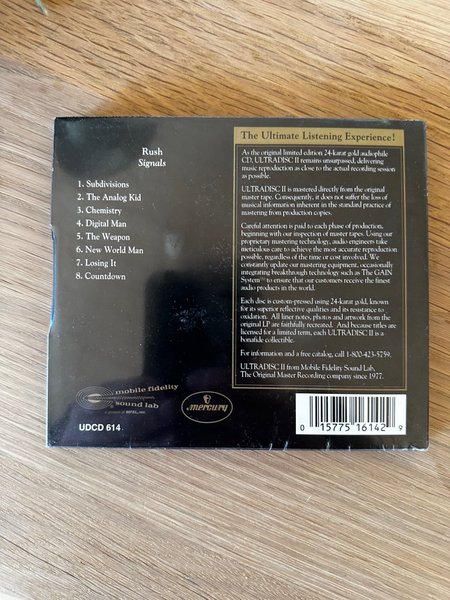 Rush
Signals
1. Subdivisions
2. The Analog Kid
3. Chemistry
4. Digital Man
5. The Weapon
6. New World Man
7. Losing It
8. Countdown
The Ultimate Listening Experience!
As the original limited edition 24-karat gold audiophile
CD, ULTRADISC II remains unsurpassed, delivering
music reproduction as close to the actual recording session
as possible.
ULTRADISC II is mastered directly from the original
master tape. Consequently, it does not suffer the loss of
musical information inherent in the standard practice of
mastering from production copies.
Careful attention is paid to each phase of production,
beginning with our inspection of master tapes. Using our
proprietary mastering technology, audio engineers take
meticulous care to achieve the most accurate reproduction
possible, regardless of the time or cost involved. We
constantly update our mastering equipment, occasionally
integrating breakthrough technology such as The GAIN
System™ to ensure that our customers receive the finest
audio products in the world.
Each disc is custom-pressed using 24-karat gold, known
for its superior reflective qualities and its resistance to
oxidation. All liner notes, photos and artwork from the
original LP are faithfully recreated. And because titles are
licensed for a limited term, each ULTRADISC II is a
bonafide collectible.
For information and a free catalog, call 1-800-423-5759.
ULTRADISC II from Mobile Fidelity Sound Lab,
The Original Master Recording company since 1977.
mobile fidelity
sound lab
a division of MFSL, INC.
mercury
UDCD 614
0 15775 16142 9